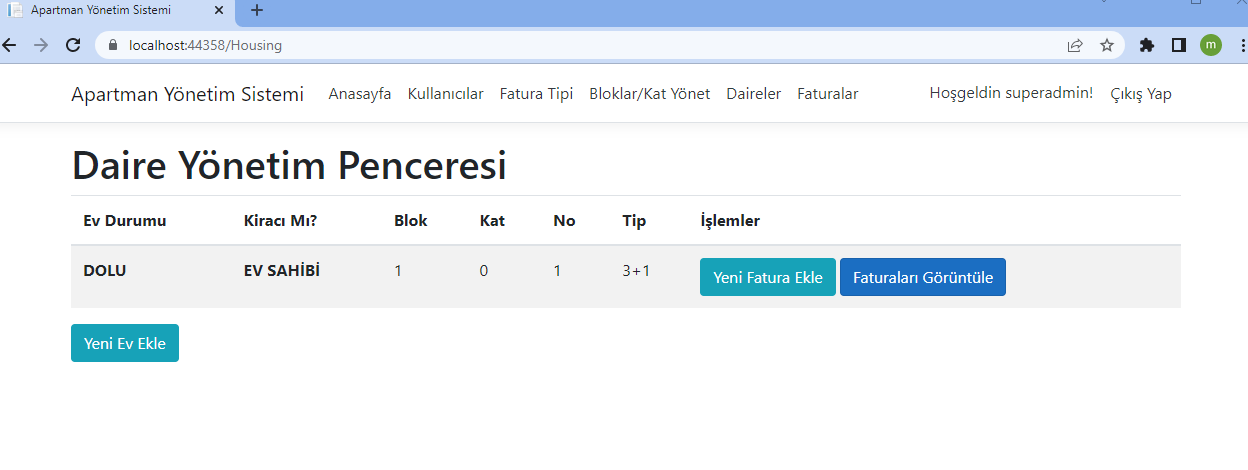 Apartman Yönetim Sistemi
localhost:44358/Housing
m
Apartman Yönetim Sistemi Anasayfa Kullanıcılar Fatura Tipi Bloklar/Kat Yönet Daireler Faturalar Hoşgeldin superadmin! Çıkış Yap
Daire Yönetim Penceresi
Ev Durumu Kiracı Mı? Blok Kat No Tip İşlemler
DOLU EV SAHİBİ 1 0 1 3+1 Yeni Fatura Ekle Faturaları Görüntüle
Yeni Ev Ekle